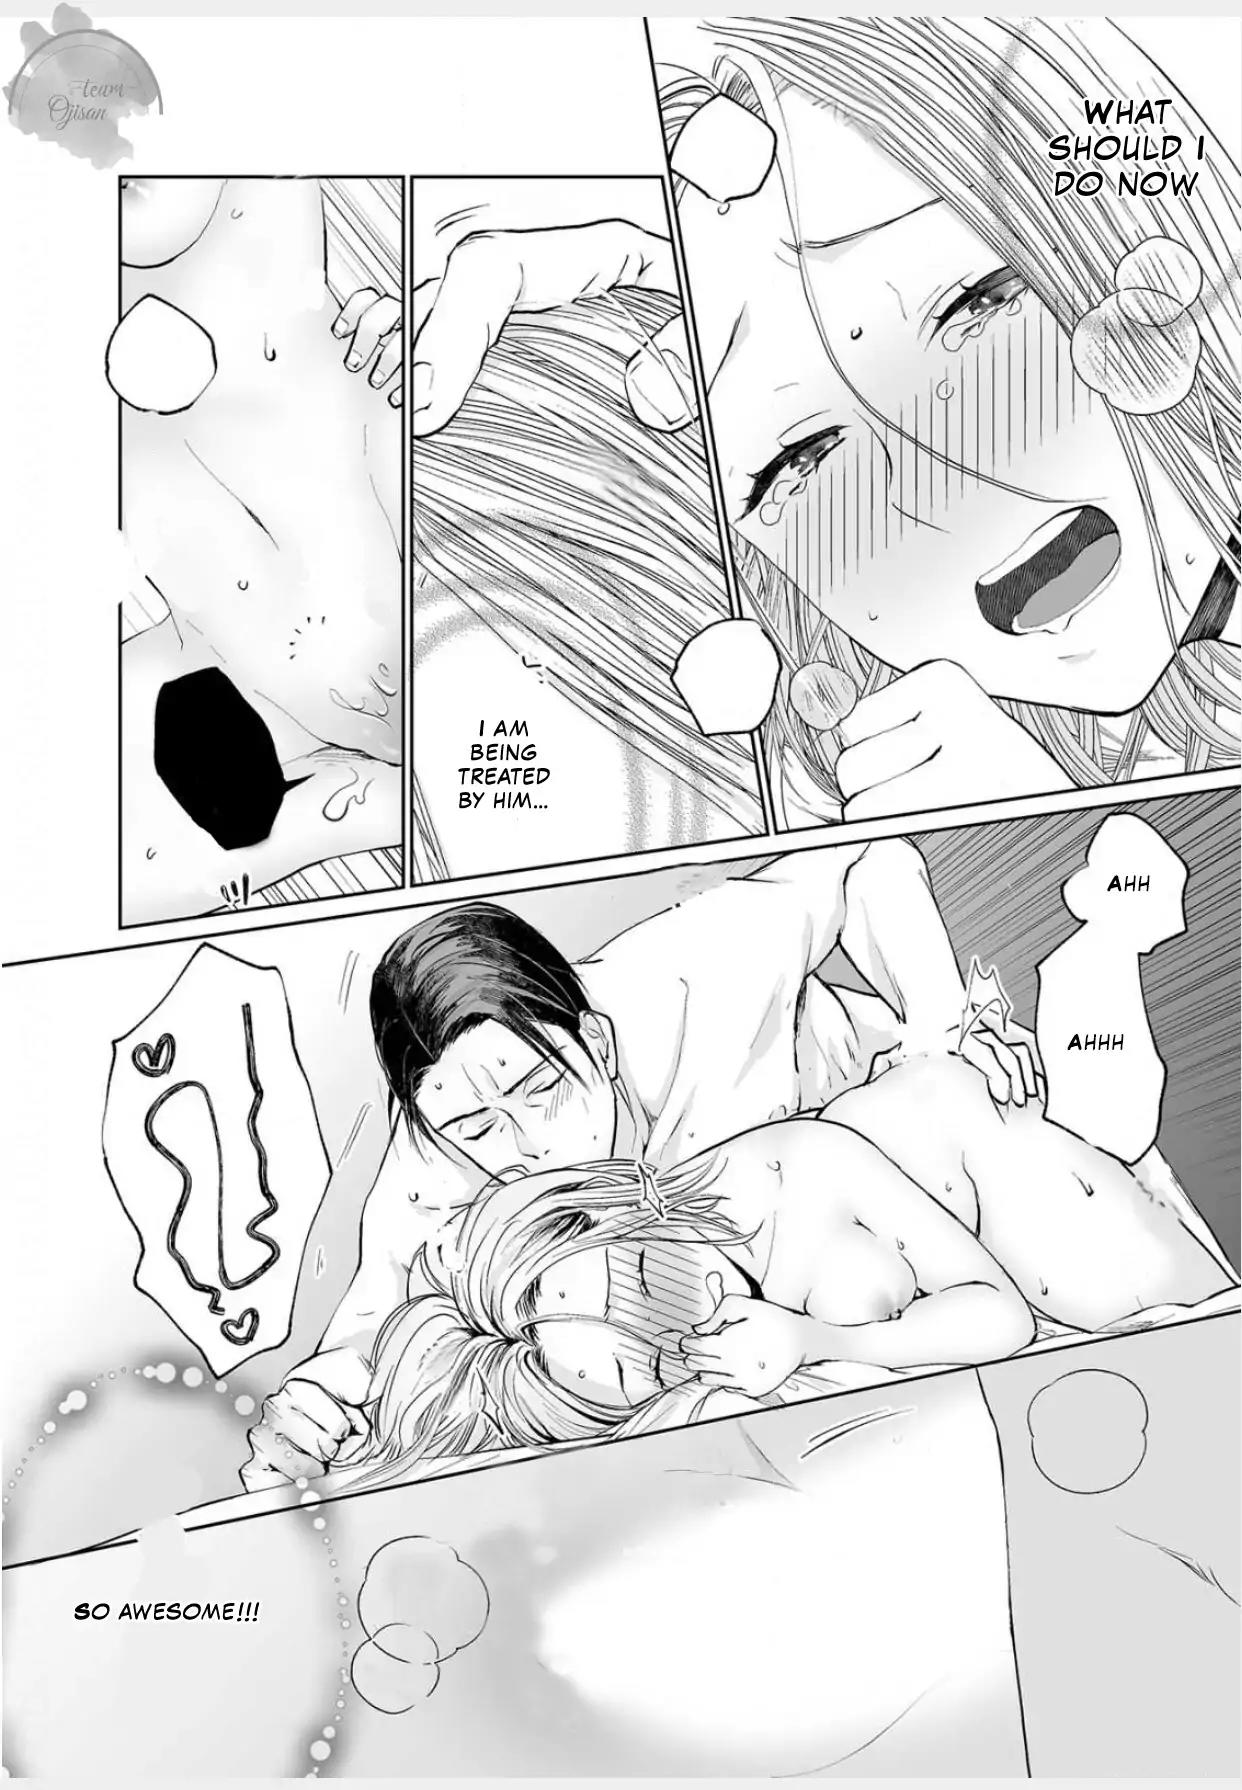 -team-
Ojisan
WHAT
SHOULD I
DO NOW
I AM
BEING
TREATED
BY HIM...
AHH
AHHH
SO AWESOME!!!